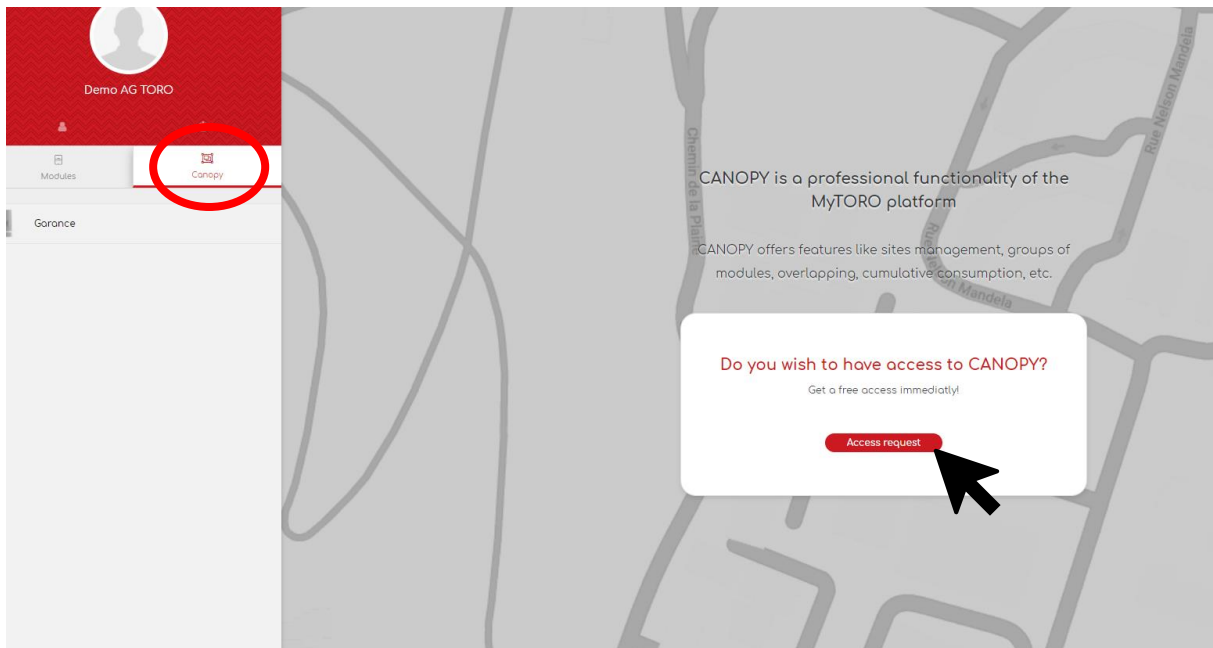 Demo AG TORO
Modules
Canopy
Garance
Chemin de la Plaine
Rue Nelson Mandela
CANOPY is a professional functionality of the
MyTORO platform
CANOPY offers features like sites management, groups of
modules, overlapping, cumulative consumption, etc.
Rue Nelson Mandela
Do you wish to have access to CANOPY?
Get a free access immediatly!
Access request